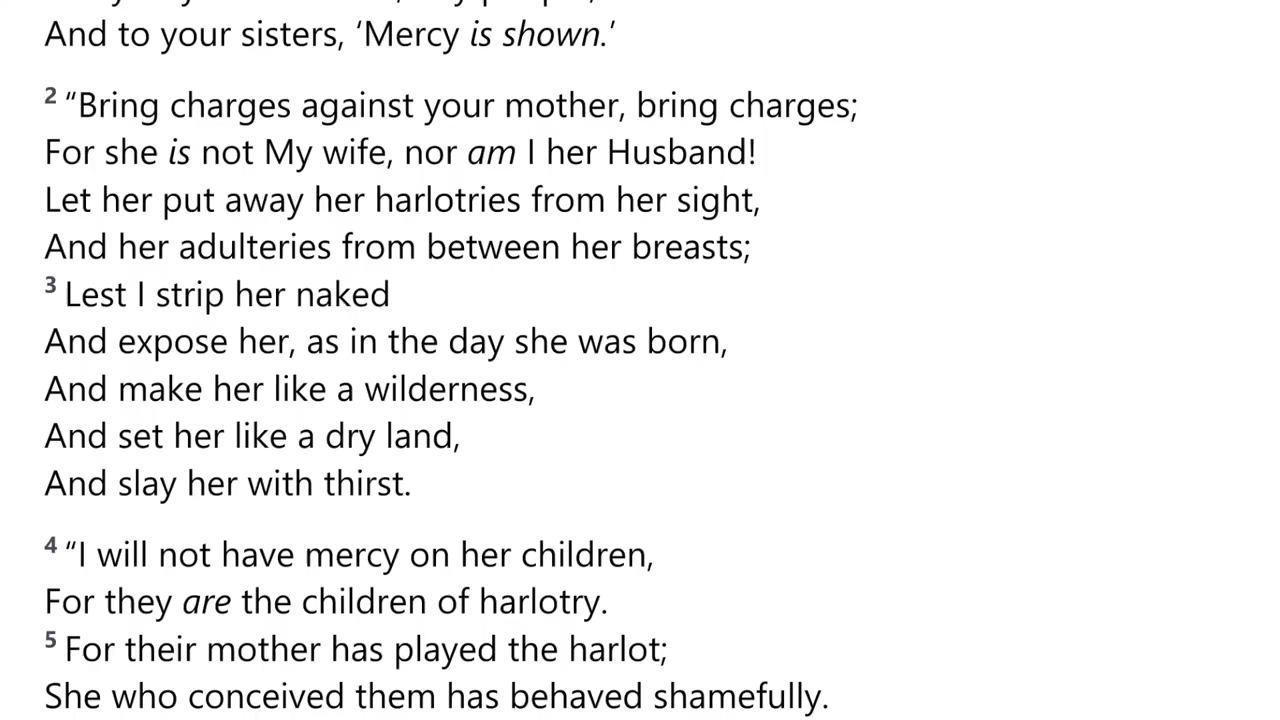 And to your sisters, ‘Mercy is shown.’
2 “Bring charges against your mother, bring charges;
For she is not My wife, nor am I her Husband!
Let her put away her harlotries from her sight,
And her adulteries from between her breasts;
3 Lest I strip her naked
And expose her, as in the day she was born,
And make her like a wilderness,
And set her like a dry land,
And slay her with thirst.
4 “I will not have mercy on her children,
For they are the children of harlotry.
5 For their mother has played the harlot;
She who conceived them has behaved shamefully.